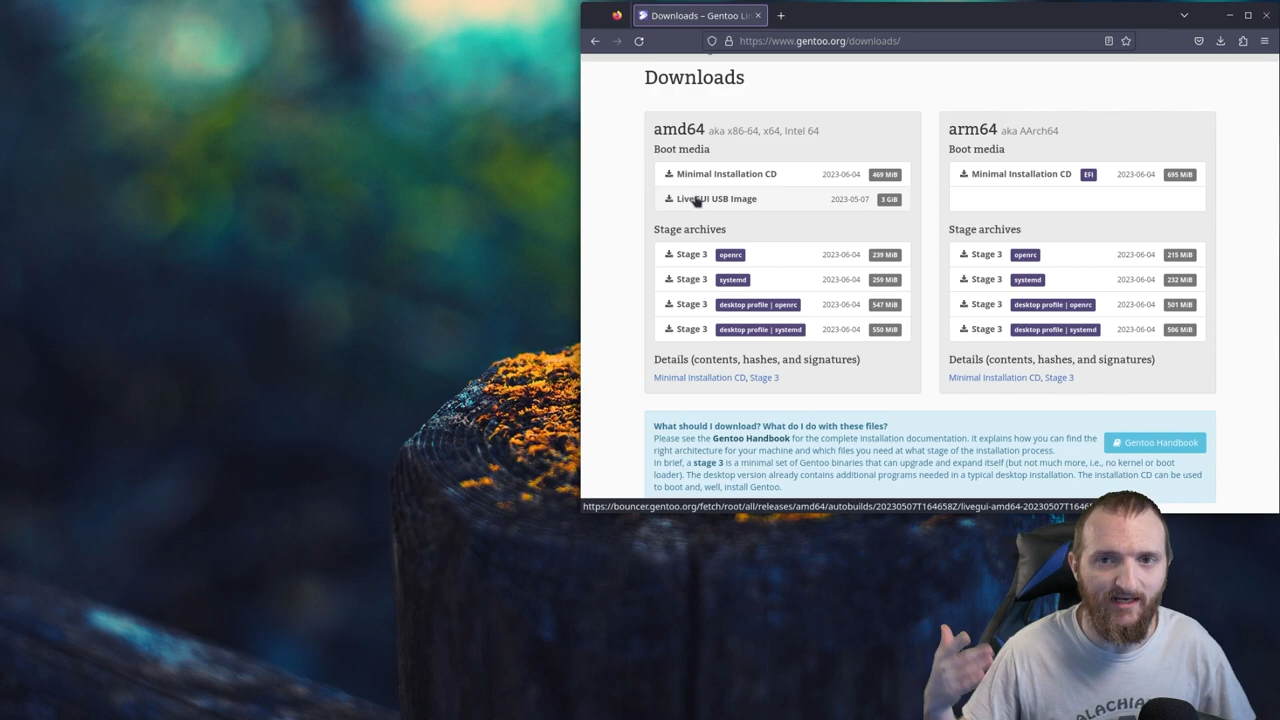 Downloads – Gentoo Li
https://www.gentoo.org/downloads/
Downloads
amd64 aka x86-64, x64, Intel 64
Boot media
Minimal Installation CD 2023-06-04 469 MiB
LiveGUI USB Image 2023-05-07 3 GiB
Stage archives
Stage 3 openrc 2023-06-04 239 MiB
Stage 3 systemd 2023-06-04 259 MiB
Stage 3 desktop profile | openrc 2023-06-04 547 MiB
Stage 3 desktop profile | systemd 2023-06-04 550 MiB
Details (contents, hashes, and signatures)
Minimal Installation CD, Stage 3
arm64 aka AArch64
Boot media
Minimal Installation CD EFI 2023-06-04 695 MiB
Stage archives
Stage 3 openrc 2023-06-04 215 MiB
Stage 3 systemd 2023-06-04 232 MiB
Stage 3 desktop profile | openrc 2023-06-04 501 MiB
Stage 3 desktop profile | systemd 2023-06-04 506 MiB
Details (contents, hashes, and signatures)
Minimal Installation CD, Stage 3
What should I download? What do I do with these files?
Please see the Gentoo Handbook for the complete installation documentation. It explains how you can find the
right architecture for your machine and which files you need at what stage of the installation process.
Gentoo Handbook
In brief, a stage 3 is a minimal set of Gentoo binaries that can upgrade and expand itself (but not much more, i.e., no kernel or boot
loader). The desktop version already contains additional programs needed in a typical desktop installation. The installation CD can be used
to boot and, well, install Gentoo.
https://bouncer.gentoo.org/fetch/root/all/releases/amd64/autobuilds/20230507T164658Z/livegui-amd64-20230507T1646
ALACHIA